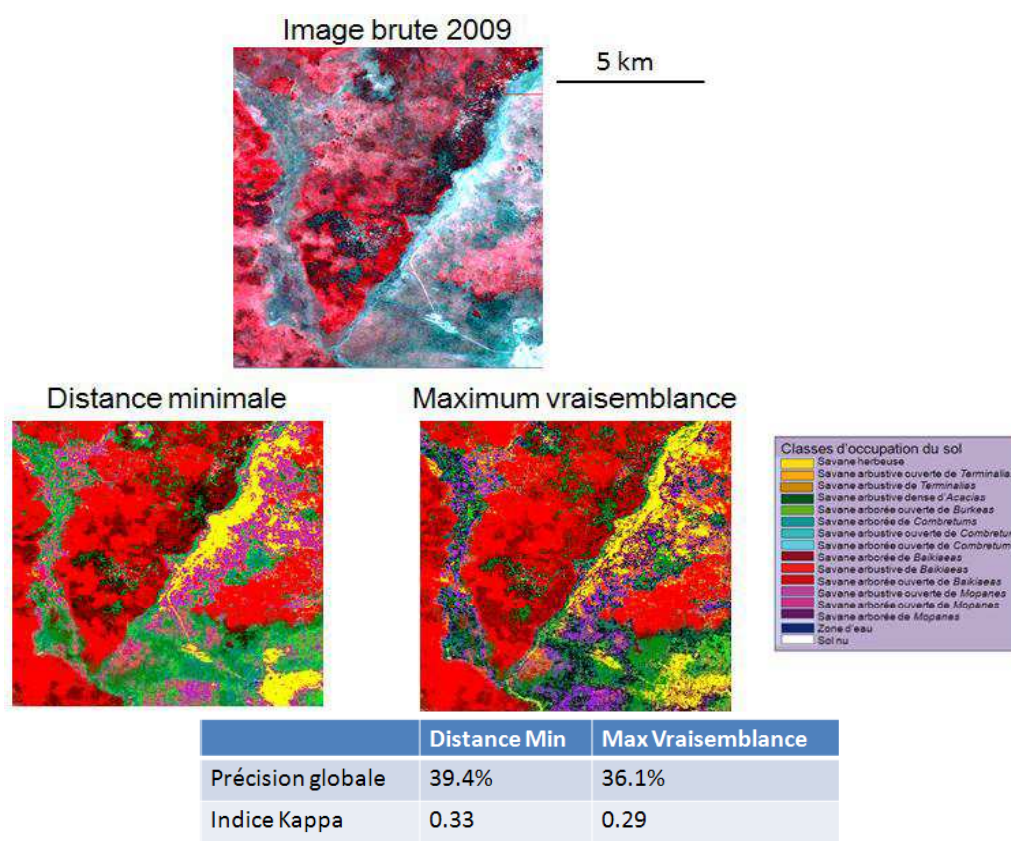 Image brute 2009
5 km
Distance minimale
Maximum vraisemblance
Classes d'occupation du sol
Savane herbeuse
Savane arbustive ouverte de Terminalia
Savane arbustive de Terminalias
Savane arbustive dense d'Acacias
Savane arborée ouverte de Burkeas
Savane arborée de Combretums
Savane arbustive ouverte de Combretum
Savane arborée ouverte de Combretum
Savane arborée de Baikiaeas
Savane arbustive de Baikiaeas
Savane arborée ouverte de Baikiaeas
Savane arbustive ouverte de Mopanes
Savane arborée ouverte de Mopanes
Savane arborée de Mopanes
Zone d'eau
Sol nu
Distance Min Max Vraisemblance
Précision globale 39.4% 36.1%
Indice Kappa 0.33 0.29